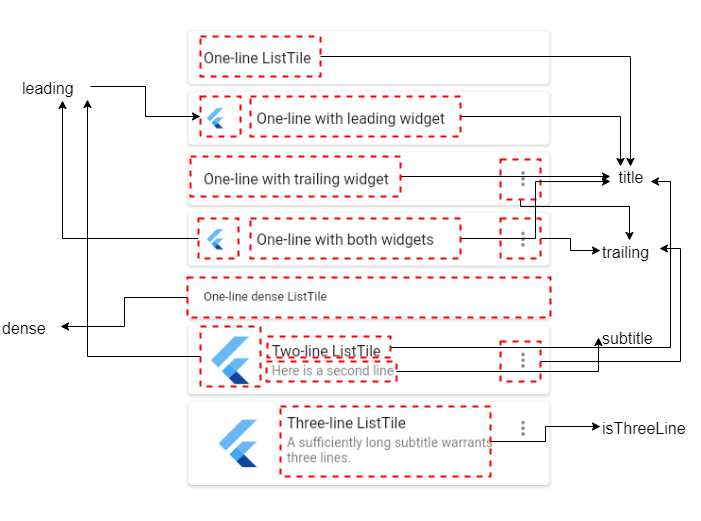 One-line ListTile
leading
One-line with leading widget
One-line with trailing widget
title
One-line with both widgets
trailing
One-line dense ListTile
dense
subtitle
Two-line ListTile
Here is a second line
Three-line ListTile
isThreeLine
A sufficiently long subtitle warrants
three lines.